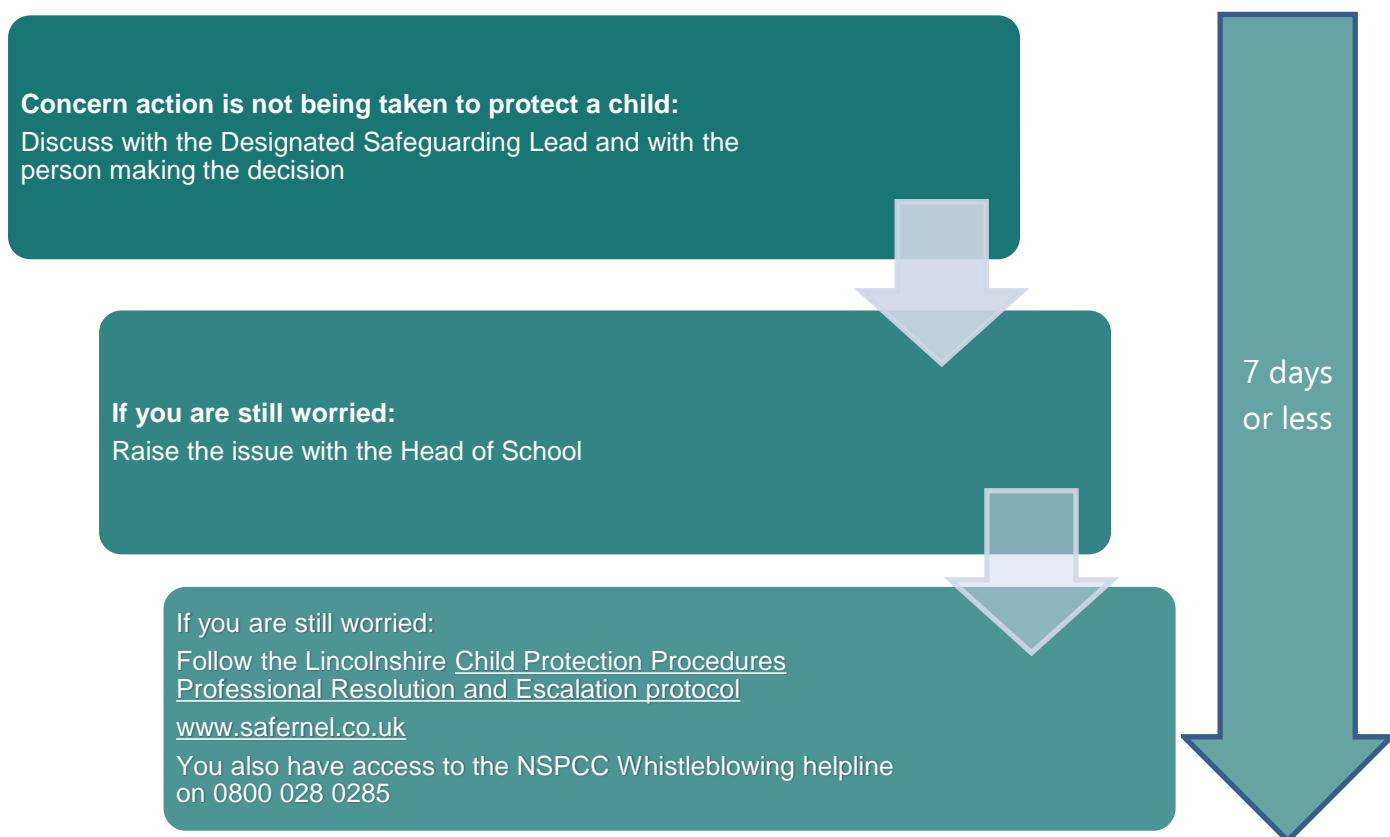 Concern action is not being taken to protect a child:
Discuss with the Designated Safeguarding Lead and with the
person making the decision
If you are still worried:
Raise the issue with the Head of School
If you are still worried:
Follow the Lincolnshire Child Protection Procedures
Professional Resolution and Escalation protocol
www.safernel.co.uk
You also have access to the NSPCC Whistleblowing helpline
on 0800 028 0285
7 days
or less